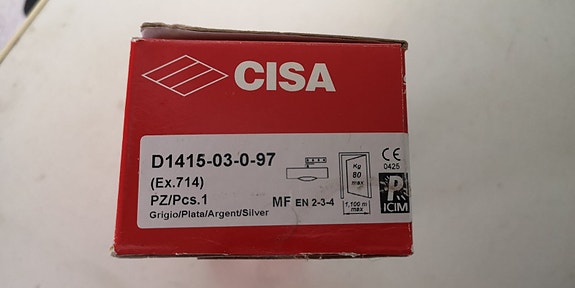 CISA
D1415-03-0-97
(Ex.714)
PZ/Pcs.1
MF EN 2-3-4
Grigio/Plata/Argent/Silver
Kg
80
max
1,100 m
max
CE
0425
P
ICIM